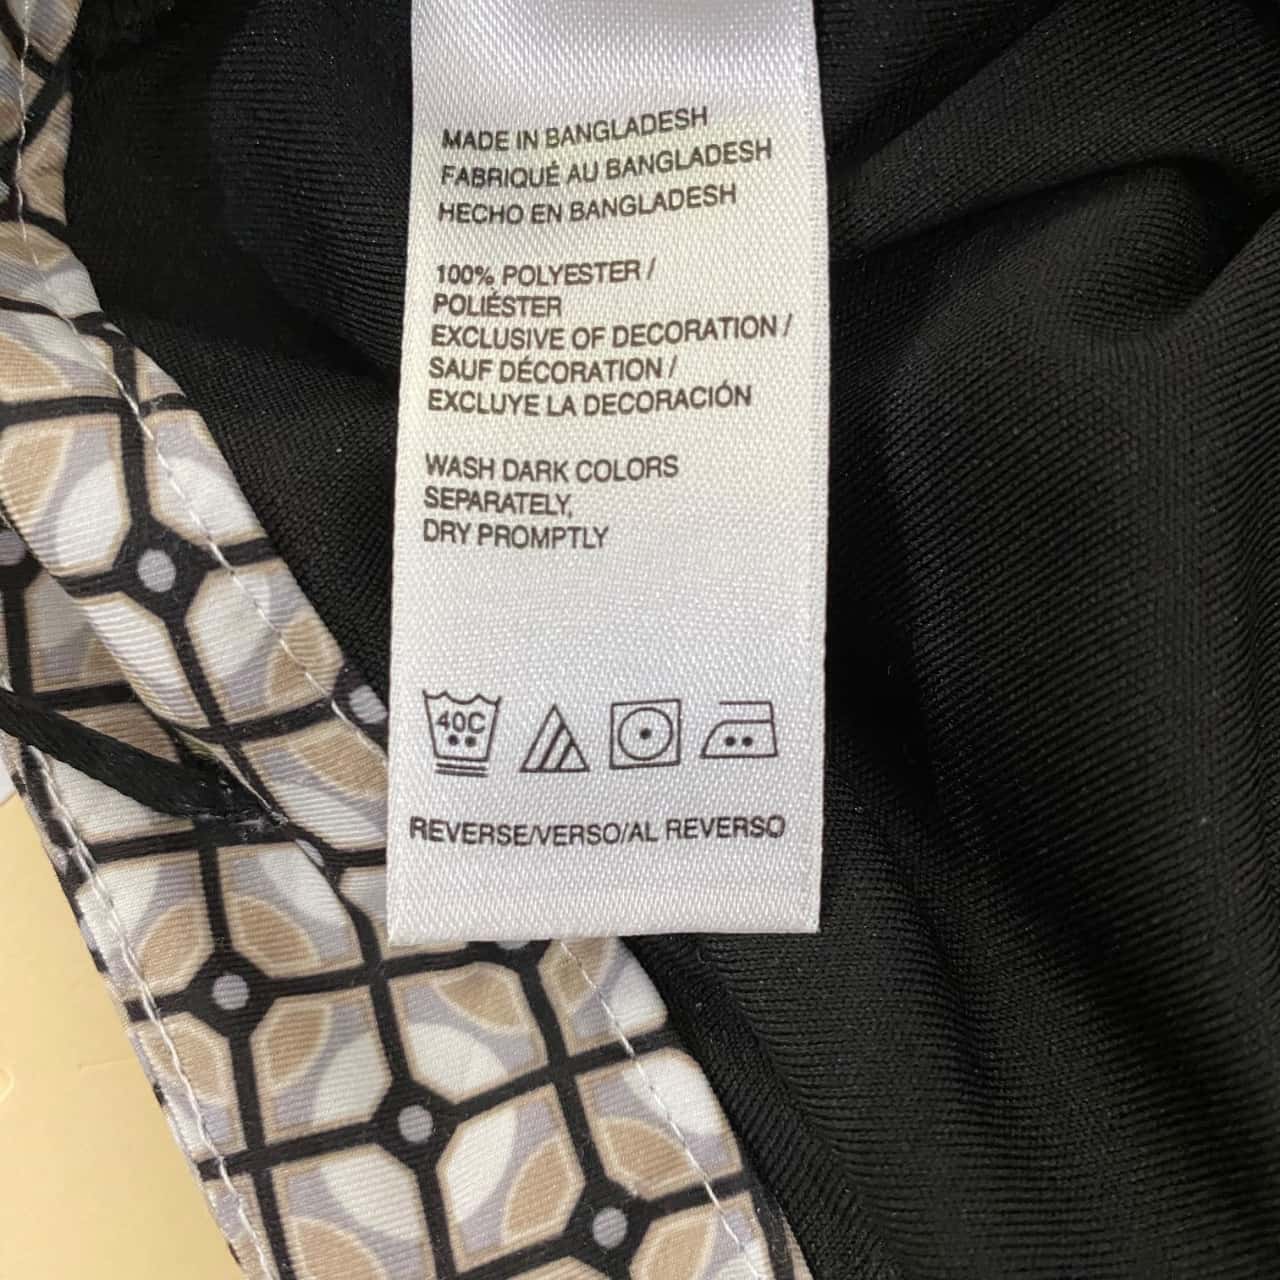 MADE IN BANGLADESH
FABRIQUÉ AU BANGLADESH
HECHO EN BANGLADESH
100% POLYESTER /
POLIÉSTER
EXCLUSIVE OF DECORATION /
SAUF DÉCORATION /
EXCLUYE LA DECORACIÓN
WASH DARK COLORS
SEPARATELY,
DRY PROMPTLY
40C
REVERSE/VERSO/AL REVERSO